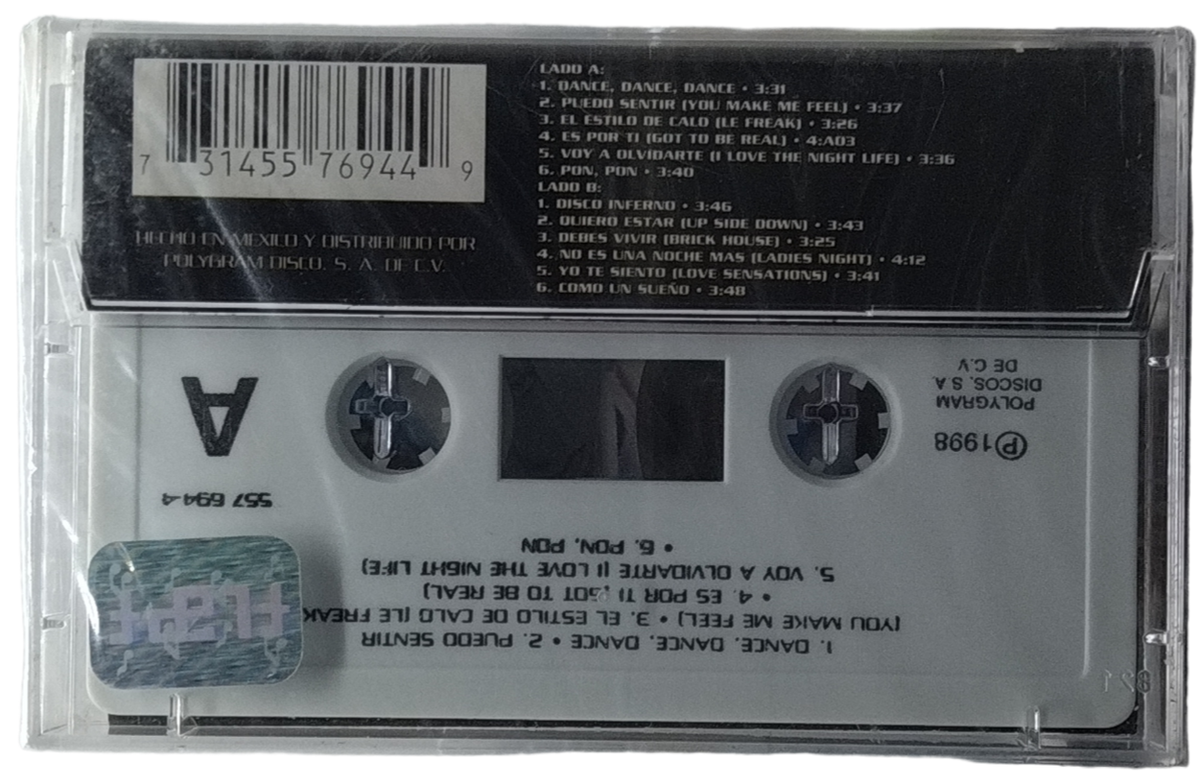 7 31455 76944 9
HECHO EN MEXICO Y DISTRIBUIDO POR
POLYGRAM DISCO, S. A. DE C.V.
LADO A:
1. DANCE, DANCE, DANCE • 3:31
2. PUEDO SENTIR (YOU MAKE ME FEEL) • 3:37
3. EL ESTILO DE CALO (LE FREAK) • 3:26
4. ES POR TI (GOT TO BE REAL) • 4:A03
5. VOY A OLVIDARTE (I LOVE THE NIGHT LIFE) • 3:36
6. PON, PON • 3:40
LADO B:
1. DISCO INFERNO • 3:46
2. QUIERO ESTAR (UP SIDE DOWN) • 3:43
3. DEBES VIVIR (BRICK HOUSE) • 3:25
4. NO ES UNA NOCHE MAS (LADIES NIGHT) • 4:12
5. YO TE SIENTO (LOVE SENSATIONS) • 3:41
6. COMO UN SUEÑO • 3:48
1. DANCE, DANCE, DANCE • 2. PUEDO SENTIR
(YOU MAKE ME FEEL) • 3. EL ESTILO DE CALO (LE FREAK
• 4. ES POR TI (GOT TO BE REAL)
5. VOY A OLVIDARTE (I LOVE THE NIGHT LIFE)
• 6. PON, PON
557 694-4
A
℗1998
POLYGRAM
DISCOS, S.A.
DE C.V